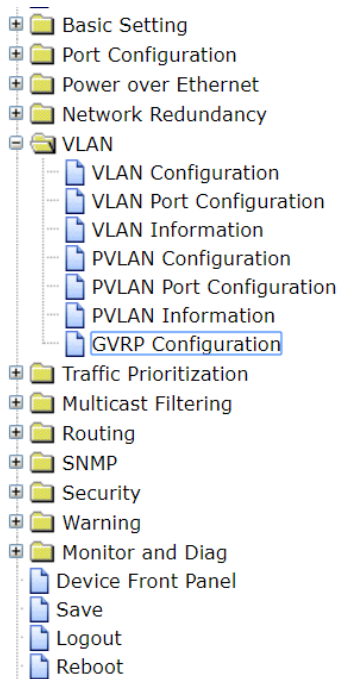 Basic Setting
Port Configuration
Power over Ethernet
Network Redundancy
VLAN
VLAN Configuration
VLAN Port Configuration
VLAN Information
PVLAN Configuration
PVLAN Port Configuration
PVLAN Information
GVRP Configuration
Traffic Prioritization
Multicast Filtering
Routing
SNMP
Security
Warning
Monitor and Diag
Device Front Panel
Save
Logout
Reboot